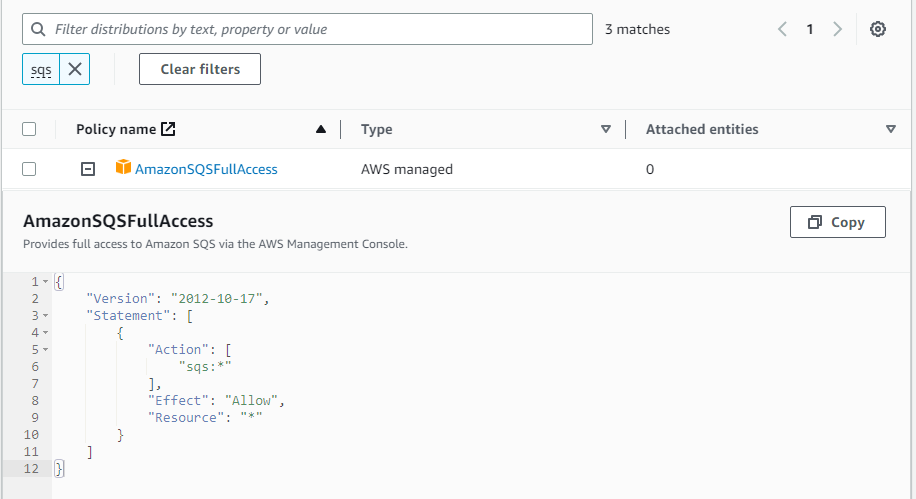 Filter distributions by text, property or value
3 matches
1
sqs
Clear filters
Policy name Type Attached entities
AmazonSQSFullAccess AWS managed 0
AmazonSQSFullAccess
Copy
Provides full access to Amazon SQS via the AWS Management Console.
1 {
2 "Version": "2012-10-17",
3 "Statement": [
4 {
5 "Action": [
6 "sqs:*"
7 ],
8 "Effect": "Allow",
9 "Resource": "*"
10 }
11 ]
12 }